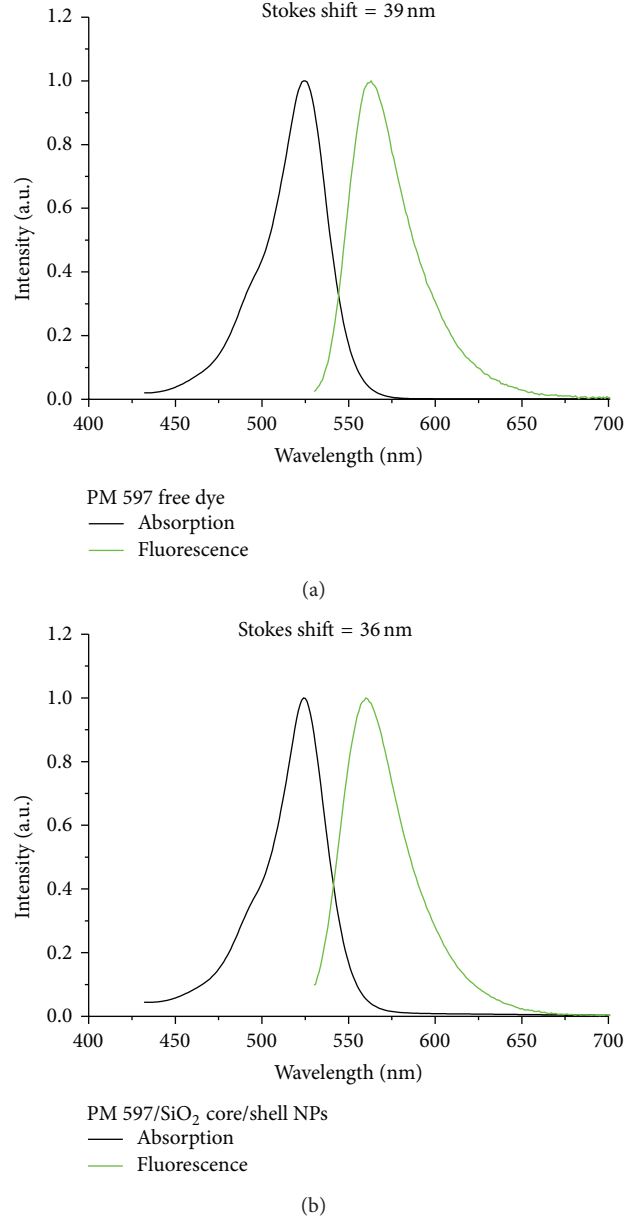 Stokes shift = 39 nm
1.2
1.0
0.8
0.6
0.4
0.2
0.0
Intensity (a.u.)
400 450 500 550 600 650 700
Wavelength (nm)
PM 597 free dye
Absorption
Fluorescence
(a)
Stokes shift = 36 nm
1.2
1.0
0.8
0.6
0.4
0.2
0.0
Intensity (a.u.)
400 450 500 550 600 650 700
Wavelength (nm)
PM 597/SiO₂ core/shell NPs
Absorption
Fluorescence
(b)